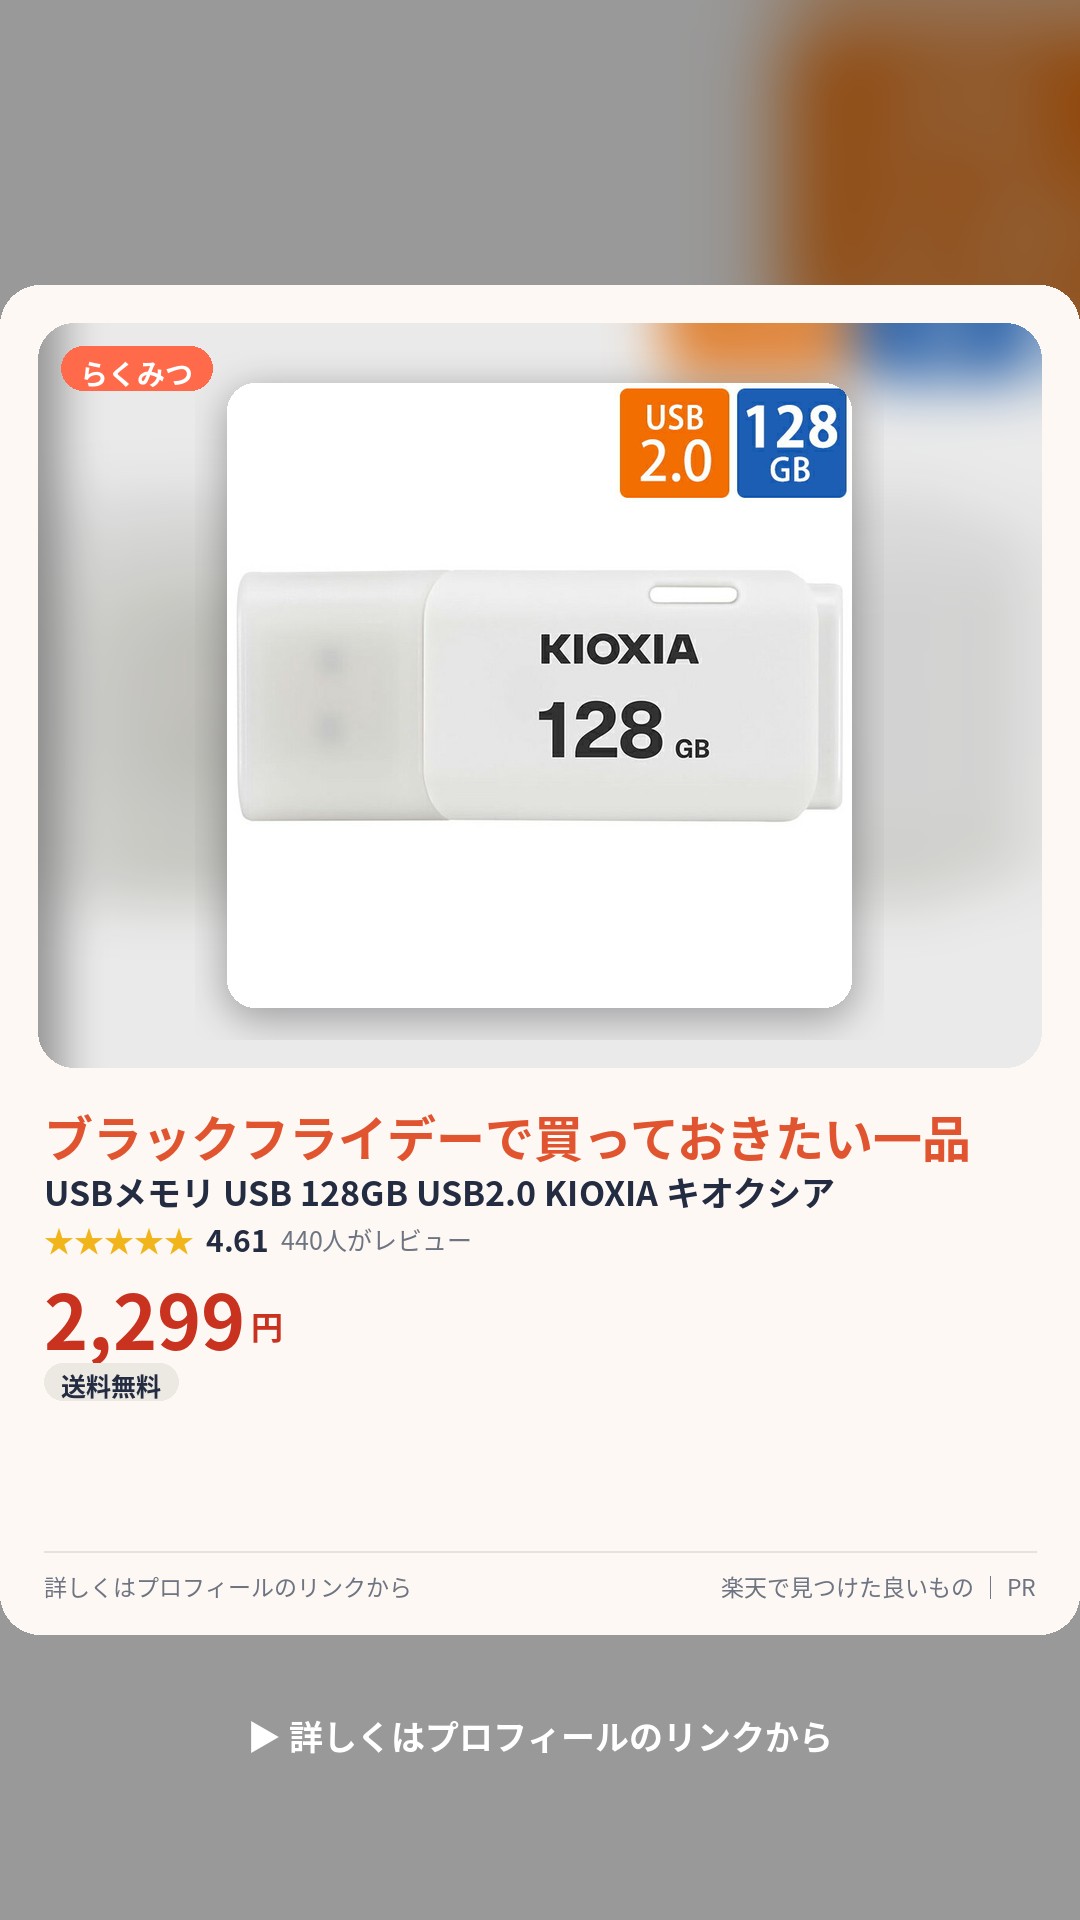 らくみつ
USB
2.0
128
GB
KIOXIA
128 GB
ブラックフライデーで買っておきたい一品
USBメモリ USB 128GB USB2.0 KIOXIA キオクシア
★★★★★ 4.61 440人がレビュー
2,299円
送料無料
詳しくはプロフィールのリンクから
楽天で見つけた良いもの｜PR
▶ 詳しくはプロフィールのリンクから